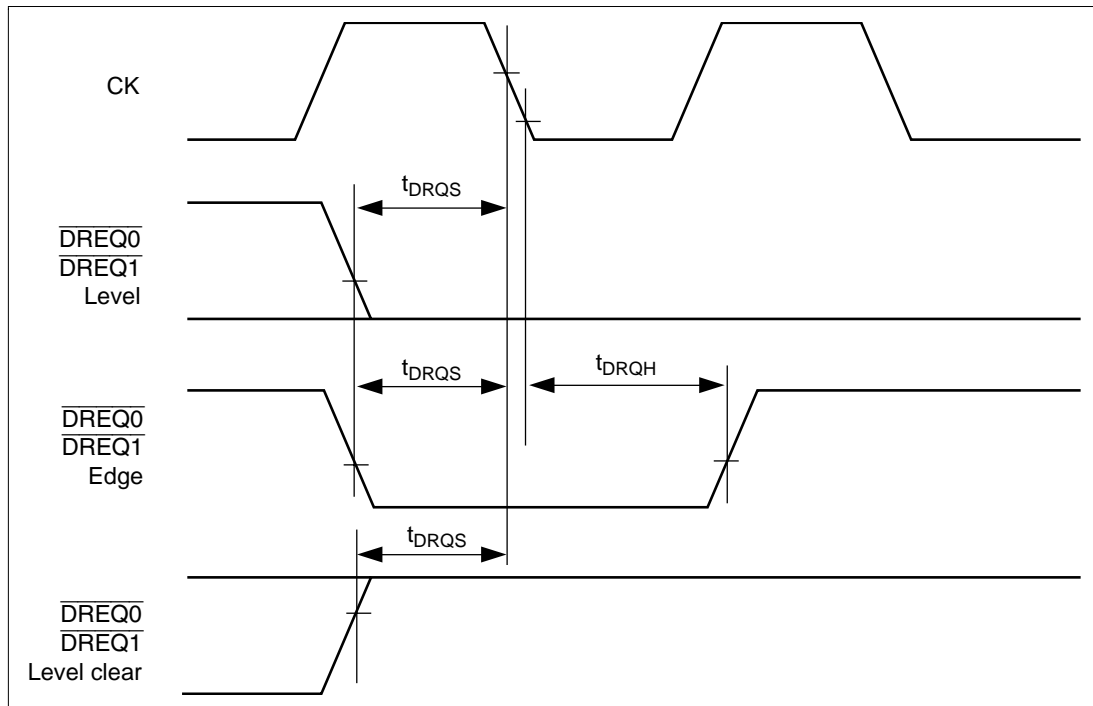 CK
tDRQS
DREQ0
DREQ1
Level
tDRQS
tDRQH
DREQ0
DREQ1
Edge
tDRQS
DREQ0
DREQ1
Level clear